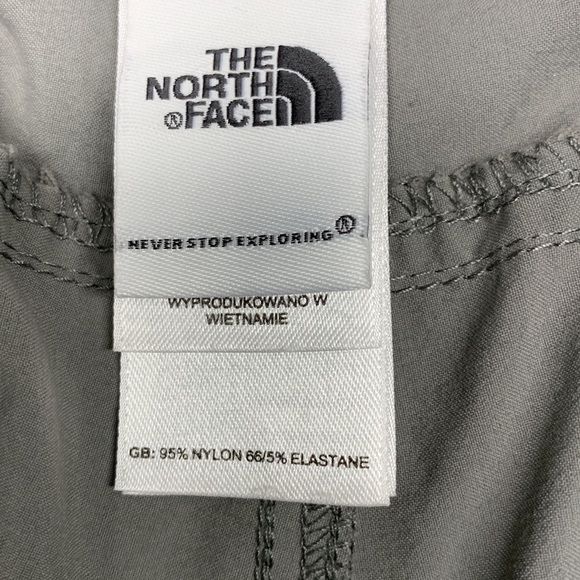 THE
NORTH
®FACE
NEVER STOP EXPLORING®
WYPRODUKOWANO W
WIETNAMIE
GB: 95% NYLON 66/5% ELASTANE